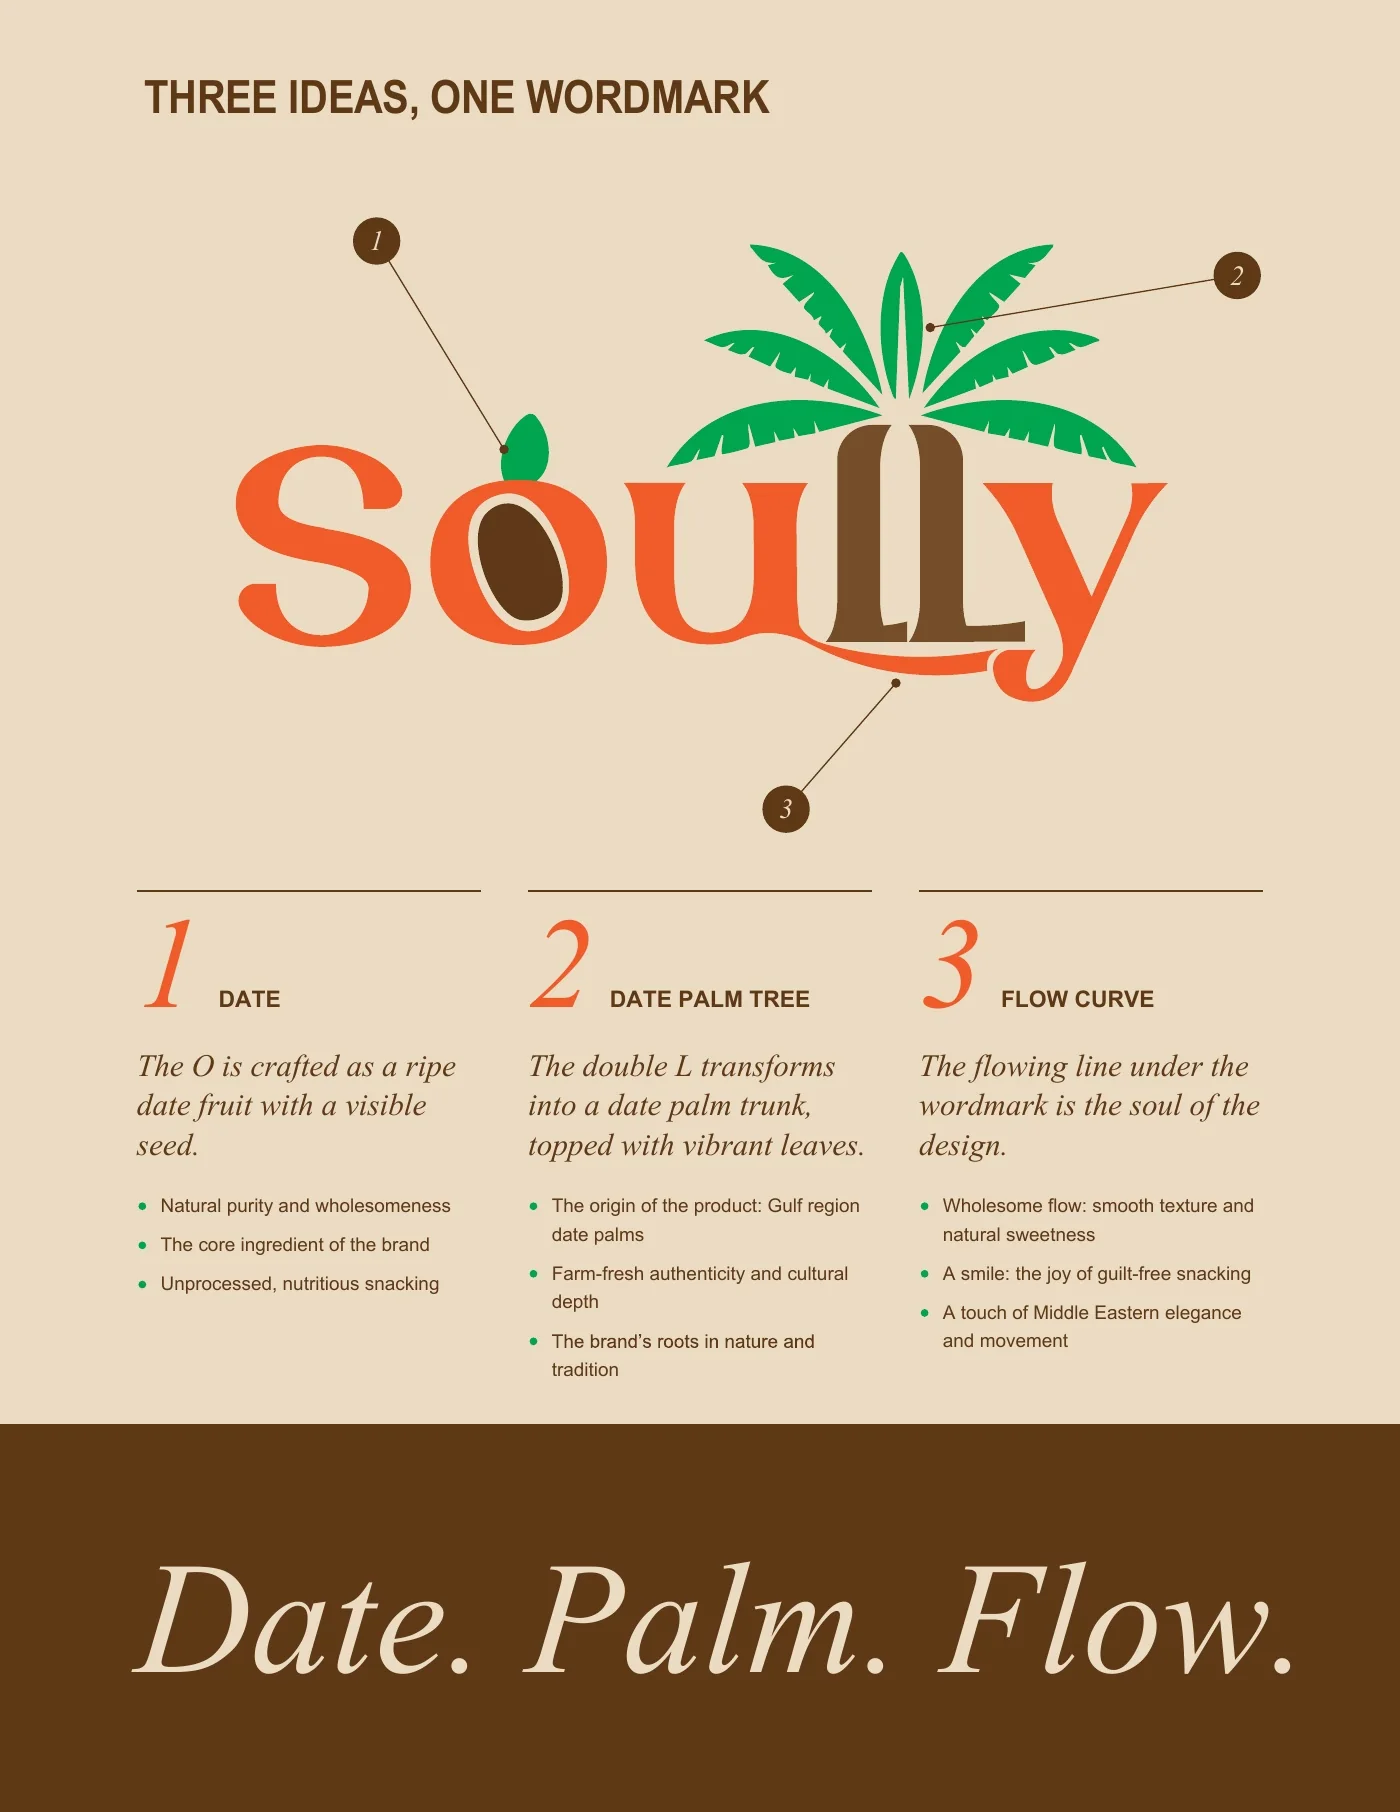 THREE IDEAS, ONE WORDMARK
1
2
Soully
3
1 DATE
The O is crafted as a ripe
date fruit with a visible
seed.
• Natural purity and wholesomeness
• The core ingredient of the brand
• Unprocessed, nutritious snacking
2 DATE PALM TREE
The double L transforms
into a date palm trunk,
topped with vibrant leaves.
• The origin of the product: Gulf region
date palms
• Farm-fresh authenticity and cultural
depth
• The brand’s roots in nature and
tradition
3 FLOW CURVE
The flowing line under the
wordmark is the soul of the
design.
• Wholesome flow: smooth texture and
natural sweetness
• A smile: the joy of guilt-free snacking
• A touch of Middle Eastern elegance
and movement
Date. Palm. Flow.